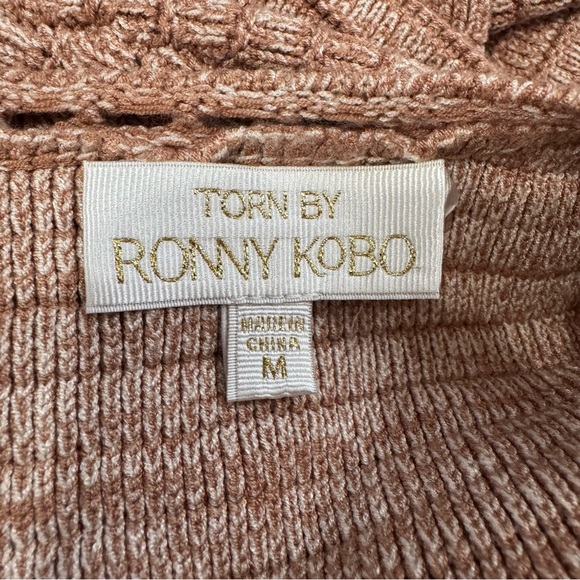 TORN BY
RONNY KOBO
MADE IN
CHINA
M